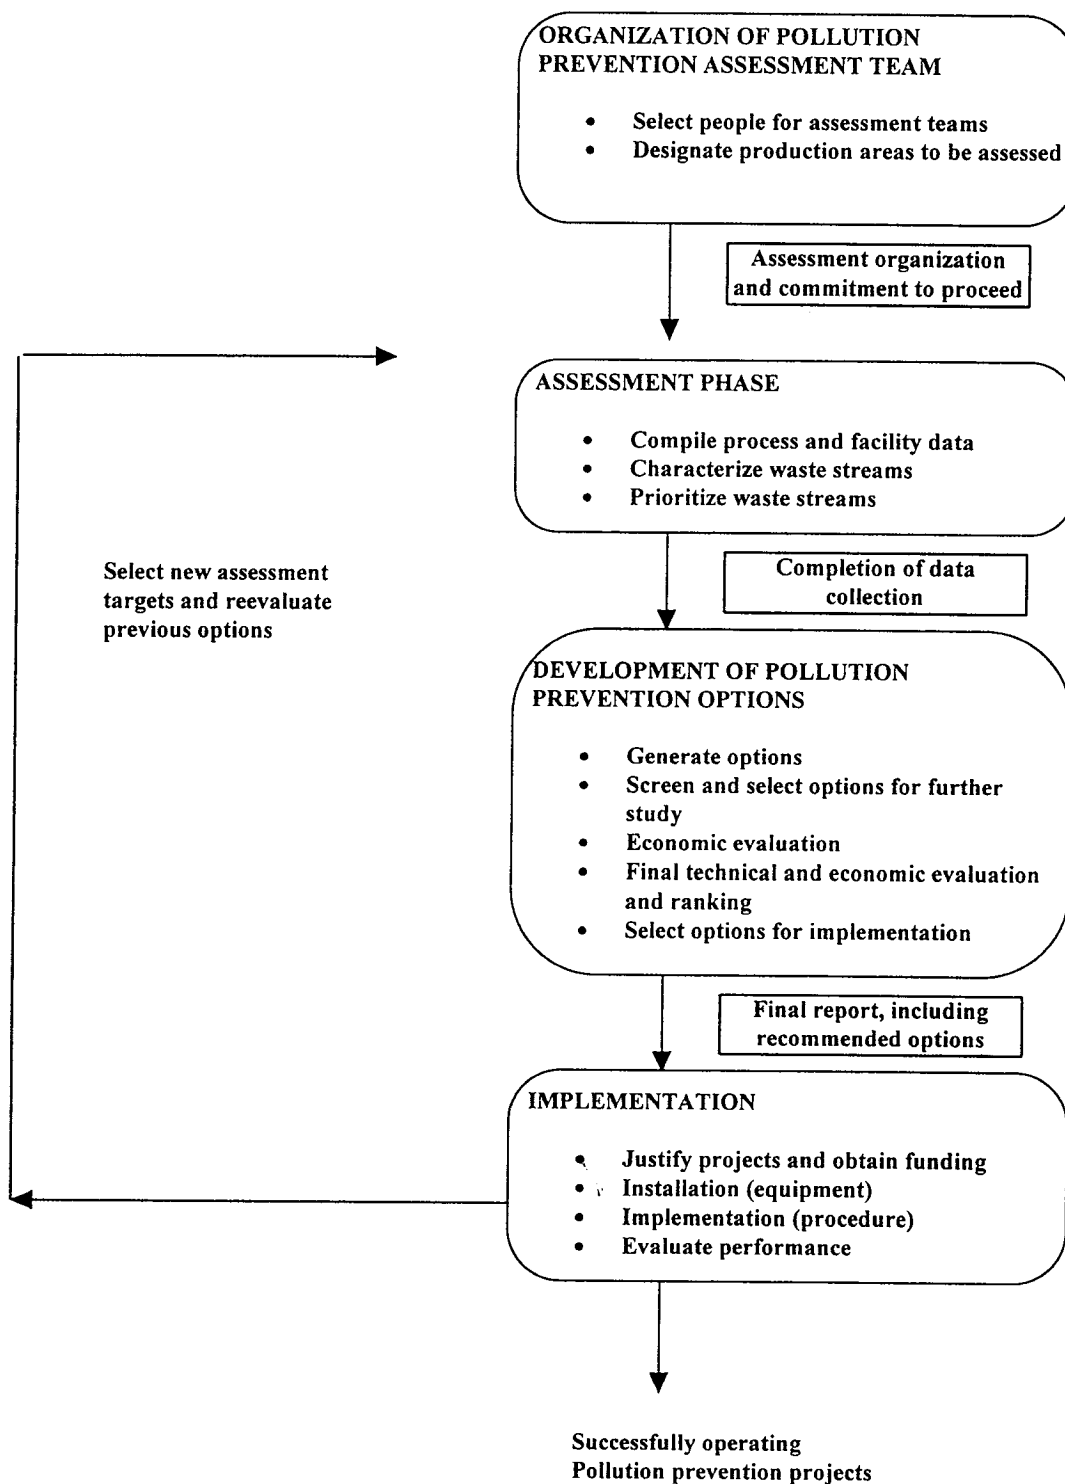 ORGANIZATION OF POLLUTION
PREVENTION ASSESSMENT TEAM
• Select people for assessment teams
• Designate production areas to be assessed
Assessment organization
and commitment to proceed
ASSESSMENT PHASE
• Compile process and facility data
• Characterize waste streams
• Prioritize waste streams
Select new assessment
targets and reevaluate
previous options
Completion of data
collection
DEVELOPMENT OF POLLUTION
PREVENTION OPTIONS
• Generate options
• Screen and select options for further
study
• Economic evaluation
• Final technical and economic evaluation
and ranking
• Select options for implementation
Final report, including
recommended options
IMPLEMENTATION
• Justify projects and obtain funding
• Installation (equipment)
• Implementation (procedure)
• Evaluate performance
Successfully operating
Pollution prevention projects